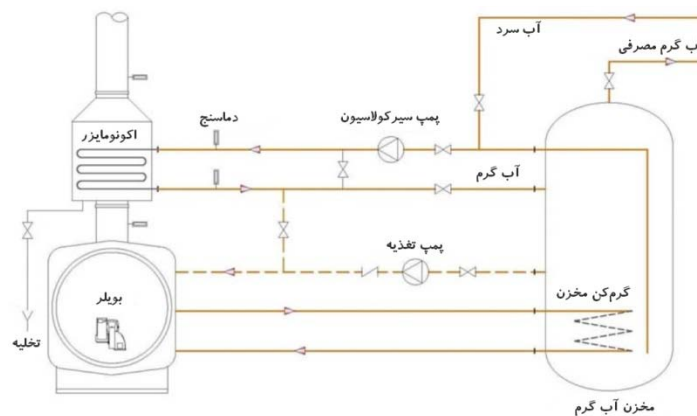 آب سرد
ب گرم مصرفی
پمپ سیرکولاسیون
دماسنج
اکونومایزر
آب گرم
پمپ تغذیه
گرم‌کن مخزن
بویلر
تخلیه
مخزن آب گرم